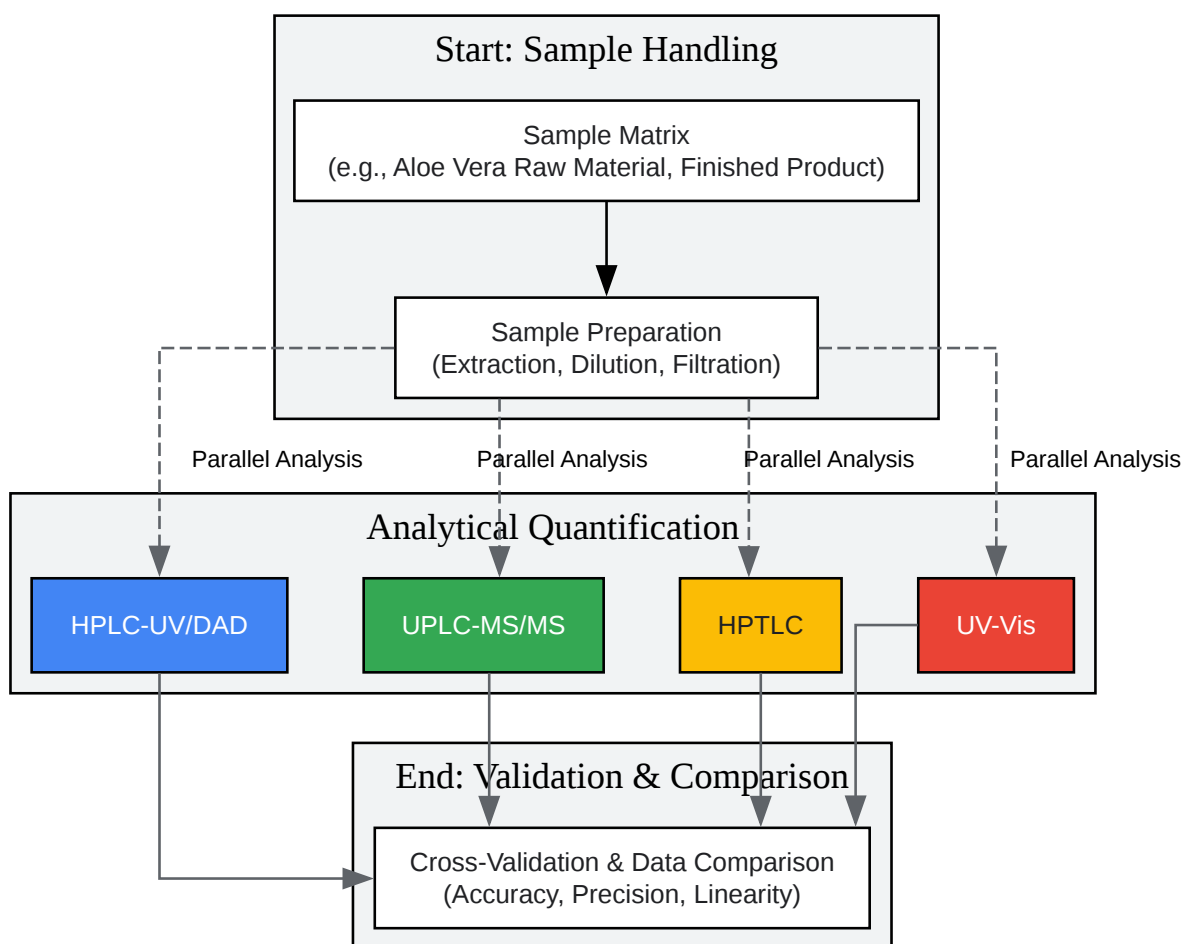 Start: Sample Handling
Sample Matrix
(e.g., Aloe Vera Raw Material, Finished Product)
Sample Preparation
(Extraction, Dilution, Filtration)
Parallel Analysis
Parallel Analysis
Parallel Analysis
Parallel Analysis
Analytical Quantification
HPLC-UV/DAD
UPLC-MS/MS
HPTLC
UV-Vis
End: Validation & Comparison
Cross-Validation & Data Comparison
(Accuracy, Precision, Linearity)